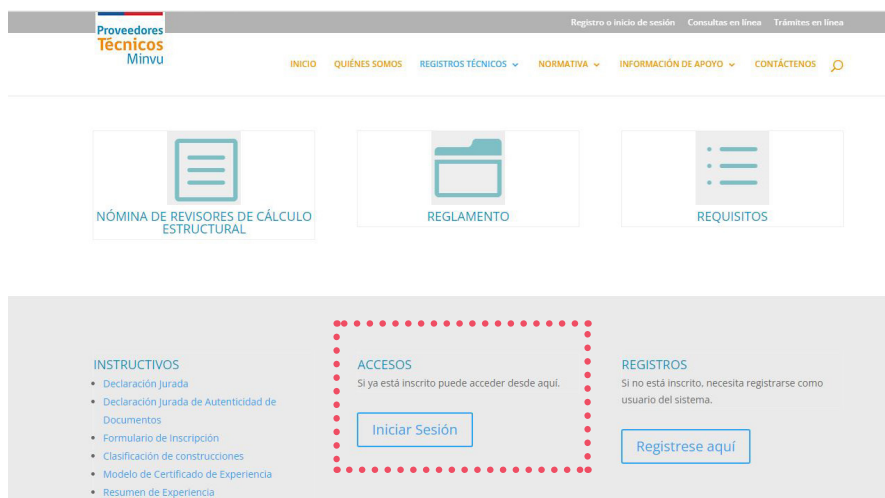 Registro o inicio de sesión Consultas en línea Trámites en línea
Proveedores
Técnicos
Minvu
INICIO QUIÉNES SOMOS REGISTROS TÉCNICOS NORMATIVA INFORMACIÓN DE APOYO CONTÁCTENOS
NÓMINA DE REVISORES DE CÁLCULO
ESTRUCTURAL
REGLAMENTO
REQUISITOS
INSTRUCTIVOS
Declaración Jurada
Declaración Jurada de Autenticidad de
Documentos
Formulario de Inscripción
Clasificación de construcciones
Modelo de Certificado de Experiencia
Resumen de Experiencia
ACCESOS
Si ya está inscrito puede acceder desde aquí.
Iniciar Sesión
REGISTROS
Si no está inscrito, necesita registrarse como
usuario del sistema.
Registrese aquí